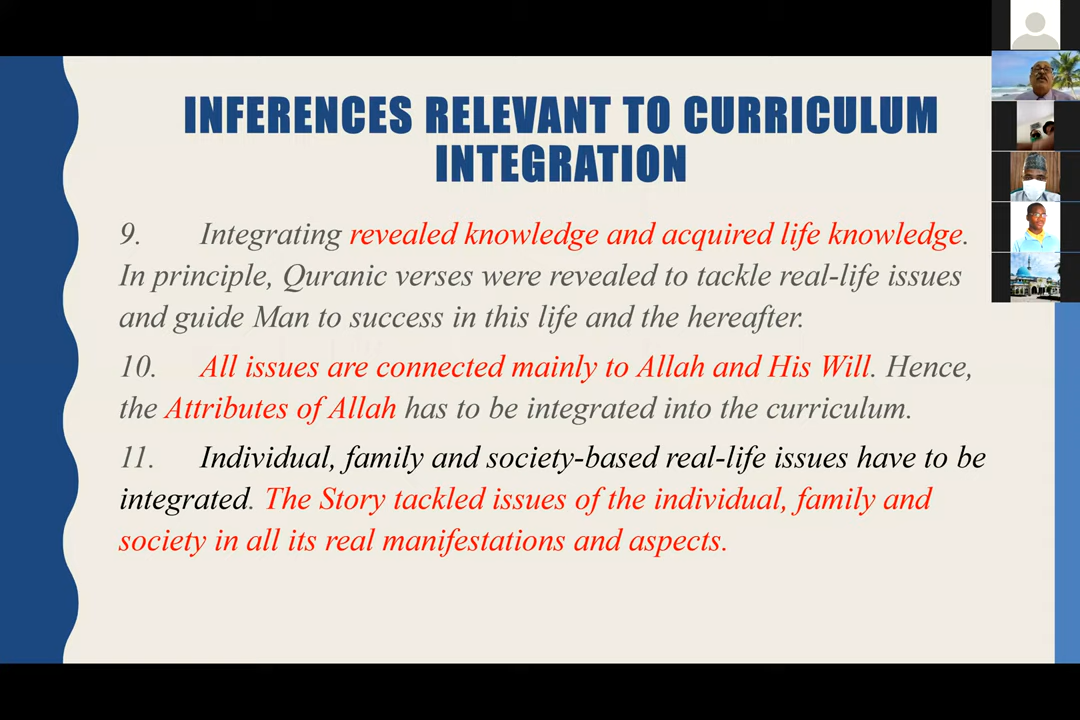 INFERENCES RELEVANT TO CURRICULUM
INTEGRATION
9. Integrating revealed knowledge and acquired life knowledge.
In principle, Quranic verses were revealed to tackle real-life issues
and guide Man to success in this life and the hereafter.
10. All issues are connected mainly to Allah and His Will. Hence,
the Attributes of Allah has to be integrated into the curriculum.
11. Individual, family and society-based real-life issues have to be
integrated. The Story tackled issues of the individual, family and
society in all its real manifestations and aspects.